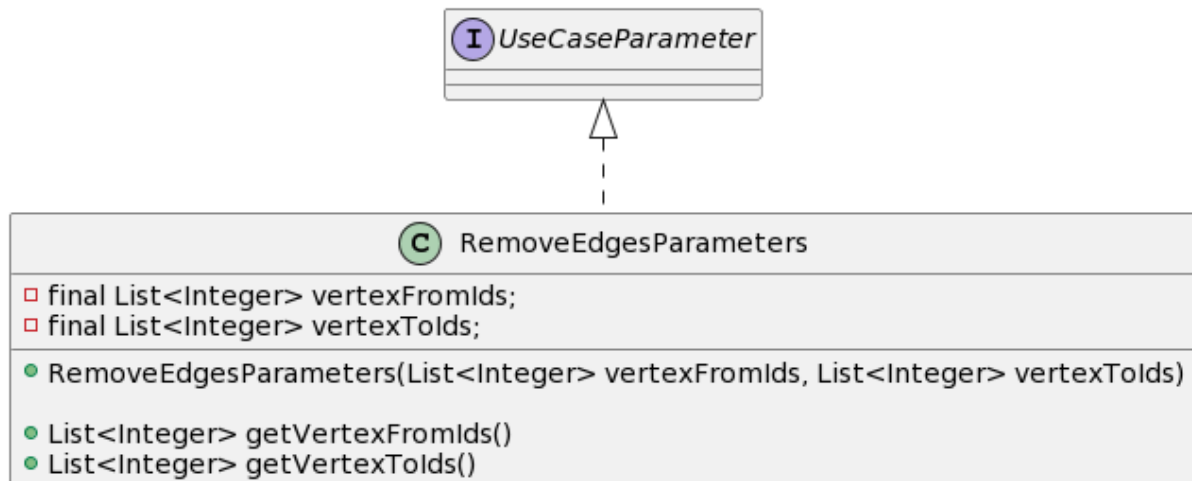 I UseCaseParameter
C RemoveEdgesParameters
final List<Integer> vertexFromIds;
final List<Integer> vertexToIds;
RemoveEdgesParameters(List<Integer> vertexFromIds, List<Integer> vertexToIds)
List<Integer> getVertexFromIds()
List<Integer> getVertexToIds()